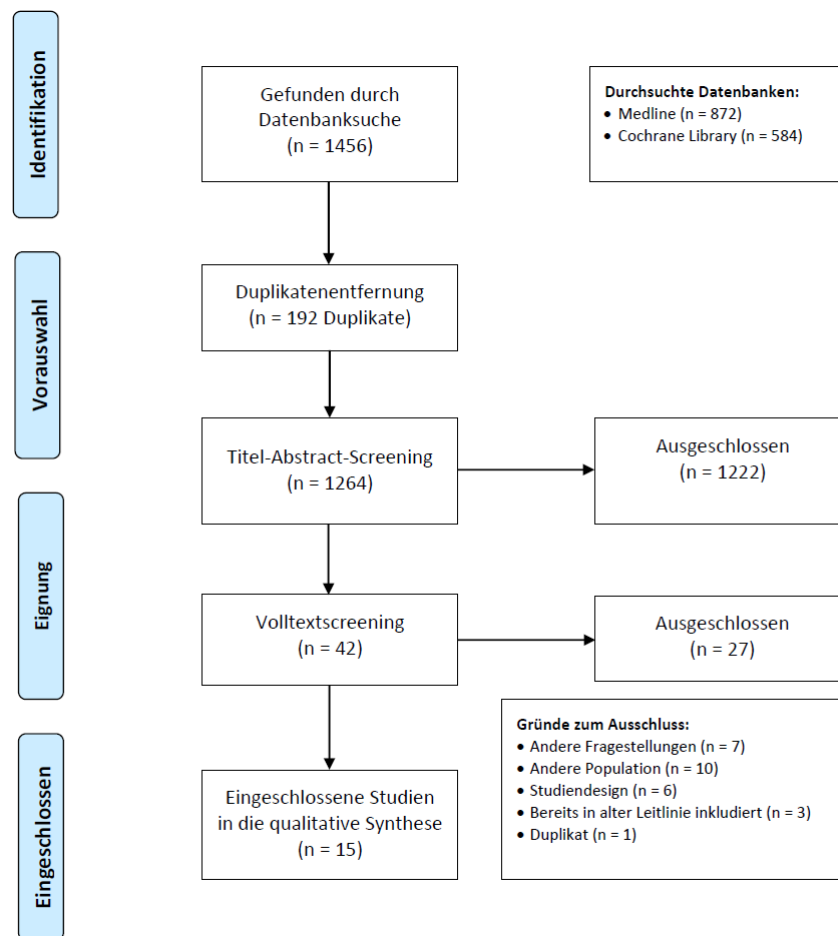 Identifikation
Gefunden durch
Datenbanksuche
(n = 1456)
Durchsuchte Datenbanken:
• Medline (n = 872)
• Cochrane Library (n = 584)
Vorauswahl
Duplikatenentfernung
(n = 192 Duplikate)
Titel-Abstract-Screening
(n = 1264)
Ausgeschlossen
(n = 1222)
Eignung
Volltextscreening
(n = 42)
Ausgeschlossen
(n = 27)
Gründe zum Ausschluss:
• Andere Fragestellungen (n = 7)
• Andere Population (n = 10)
• Studiendesign (n = 6)
• Bereits in alter Leitlinie inkludiert (n = 3)
• Duplikat (n = 1)
Eingeschlossen
Eingeschlossene Studien
in die qualitative Synthese
(n = 15)